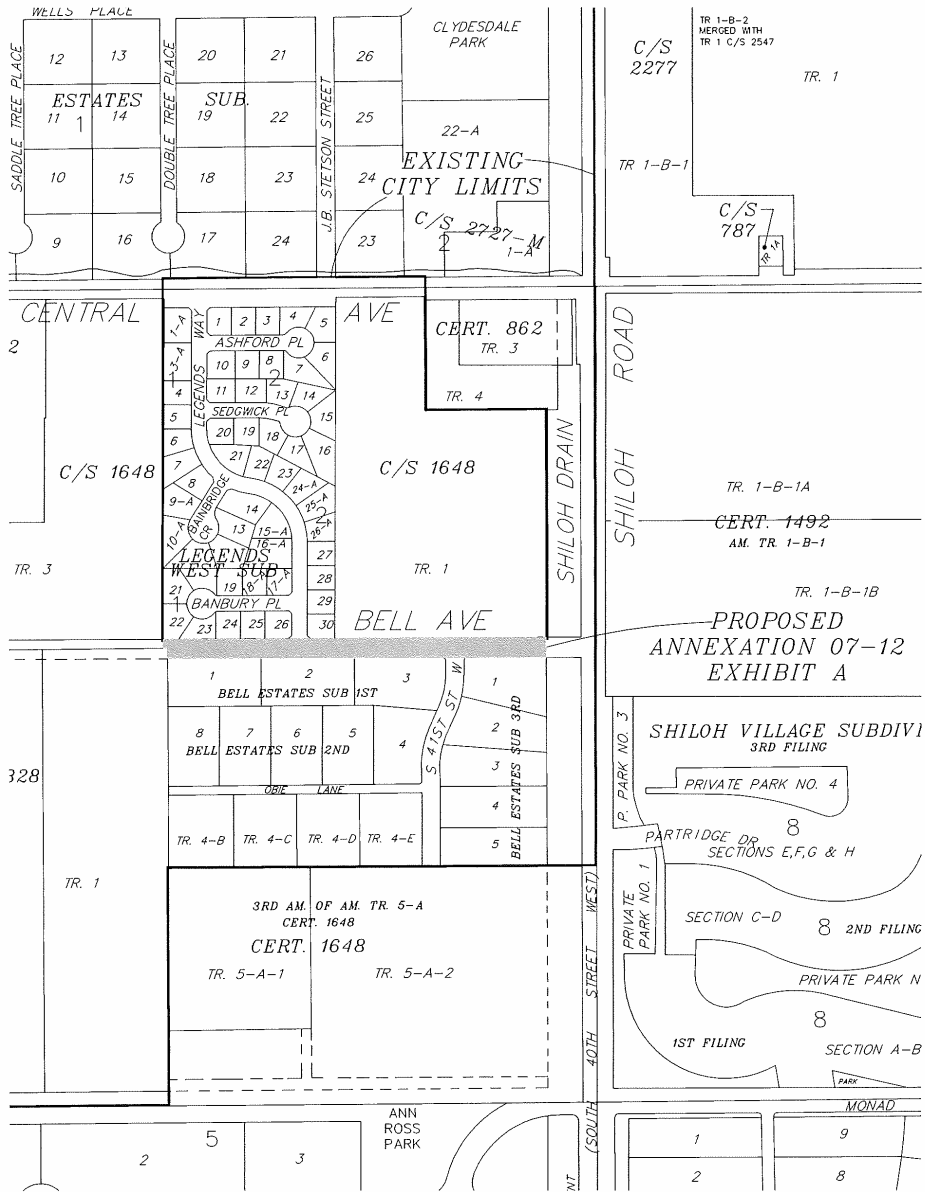 WELLS PLACE
SADDLE TREE PLACE
DOUBLE TREE PLACE
J.B. STETSON STREET
12 13 20 21 26
CLYDESDALE
PARK
C/S
2277
TR 1-B-2
MERGED WITH
TR 1 C/S 2547
TR. 1
ESTATES SUB.
1
11 14 19 22 25
22-A
10 15 18 23 24
EXISTING
CITY LIMITS
TR 1-B-1
C/S
787
TR 1A
9 16 17 24 23
C/S 2727-M
2
1-A
CENTRAL AVE
2
1-A
WAY
1 2 3 4 5
ASHFORD PL
3-A
1
10 9 8 7 6
2
4
LEGENDS
11 12 13 14
5
SEDGWICK PL
15
6
20 19 18 17 16
7
21 22 23 24-A
8
25-A
9-A
BAINBRIDGE
CR
14
2
26-A
10-A
13
15-A
16-A
27
LEGENDS
WEST SUB
28
21
19 18-A 17-A
29
1
BANBURY PL
22 23 24 25 26
30
C/S 1648
TR. 3
C/S 1648
TR. 1
CERT. 862
TR. 3
TR. 4
SHILOH DRAIN
SHILOH ROAD
TR. 1-B-1A
CERT. 1492
AM. TR. 1-B-1
TR. 1-B-1B
BELL AVE
PROPOSED
ANNEXATION 07-12
EXHIBIT A
1 2 3
BELL ESTATES SUB 1ST
8 7 6 5 4
BELL ESTATES SUB 2ND
S 41ST ST W
1
2
3
4
5
BELL ESTATES SUB 3RD
OBIE LANE
TR. 4-B TR. 4-C TR. 4-D TR. 4-E
328
TR. 1
P. PARK NO. 3
SHILOH VILLAGE SUBDIVI
3RD FILING
PRIVATE PARK NO. 4
8
PARTRIDGE DR
SECTIONS E,F,G & H
PRIVATE
PARK NO. 1
SECTION C-D
8 2ND FILING
PRIVATE PARK N
8
1ST FILING
SECTION A-B
PARK
3RD AM. OF AM. TR. 5-A
CERT. 1648
CERT. 1648
TR. 5-A-1
TR. 5-A-2
(SOUTH 40TH STREET WEST)
MONAD
5
2 3
ANN
ROSS
PARK
NT
1 9
2 8